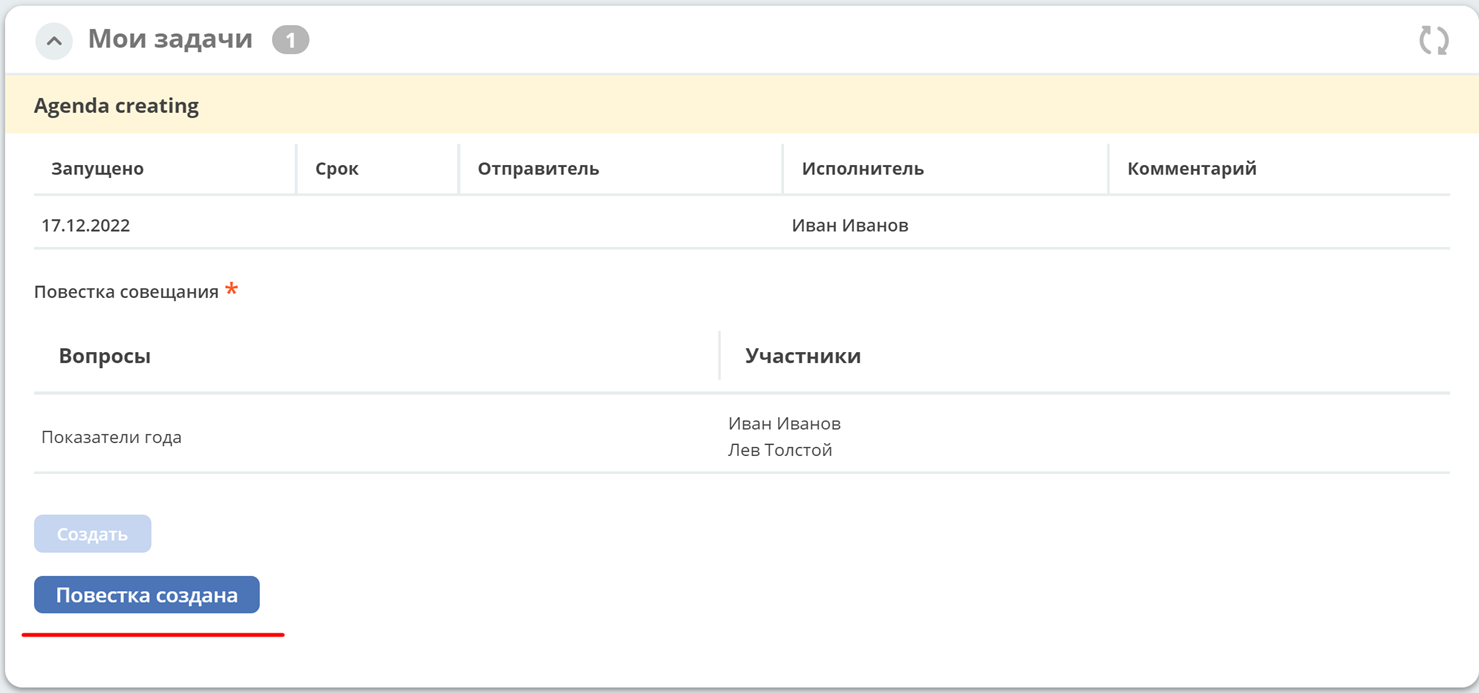 Мои задачи 1
Agenda creating
Запущено Срок Отправитель Исполнитель Комментарий
17.12.2022 Иван Иванов
Повестка совещания *
Вопросы Участники
Показатели года
Иван Иванов
Лев Толстой
Создать
Повестка создана